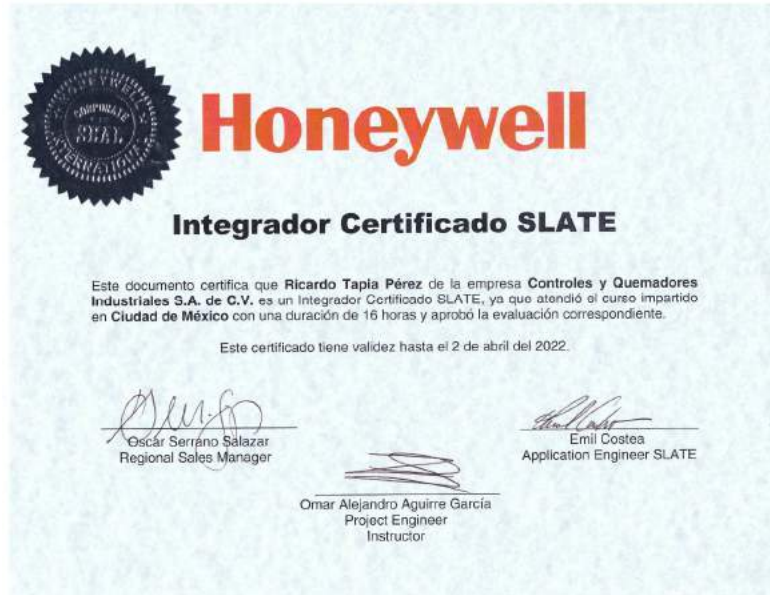 HONEYWELL
CORPORATE
SEAL
INTERNATIONAL
Honeywell
Integrador Certificado SLATE
Este documento certifica que Ricardo Tapia Pérez de la empresa Controles y Quemadores
Industriales S.A. de C.V. es un Integrador Certificado SLATE, ya que atendió el curso impartido
en Ciudad de México con una duración de 16 horas y aprobó la evaluación correspondiente.
Este certificado tiene validez hasta el 2 de abril del 2022.
Oscar Serrano Salazar
Regional Sales Manager
Emil Costea
Application Engineer SLATE
Omar Alejandro Aguirre García
Project Engineer
Instructor